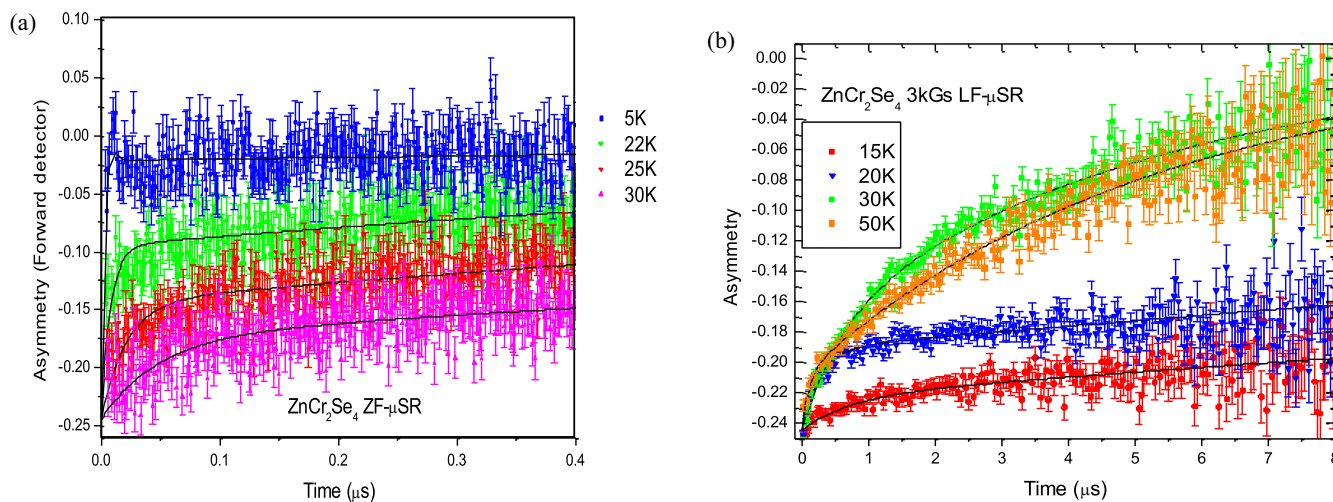 (a)
0.10
0.05
0.00
-0.05
-0.10
-0.15
-0.20
-0.25
Asymmetry (Forward detector)
5K
22K
25K
30K
ZnCr₂Se₄ ZF-μSR
0.0 0.1 0.2 0.3 0.4
Time (μs)
(b)
-0.00
-0.04
-0.06
-0.08
-0.10
-0.12
-0.16
-0.18
-0.20
-0.22
-0.24
Asymmetry
ZnCr₂Se₄ 3kGs LF-μSR
15K
20K
30K
50K
0 1 2 3 4 5 6 7 8
Time (μs)